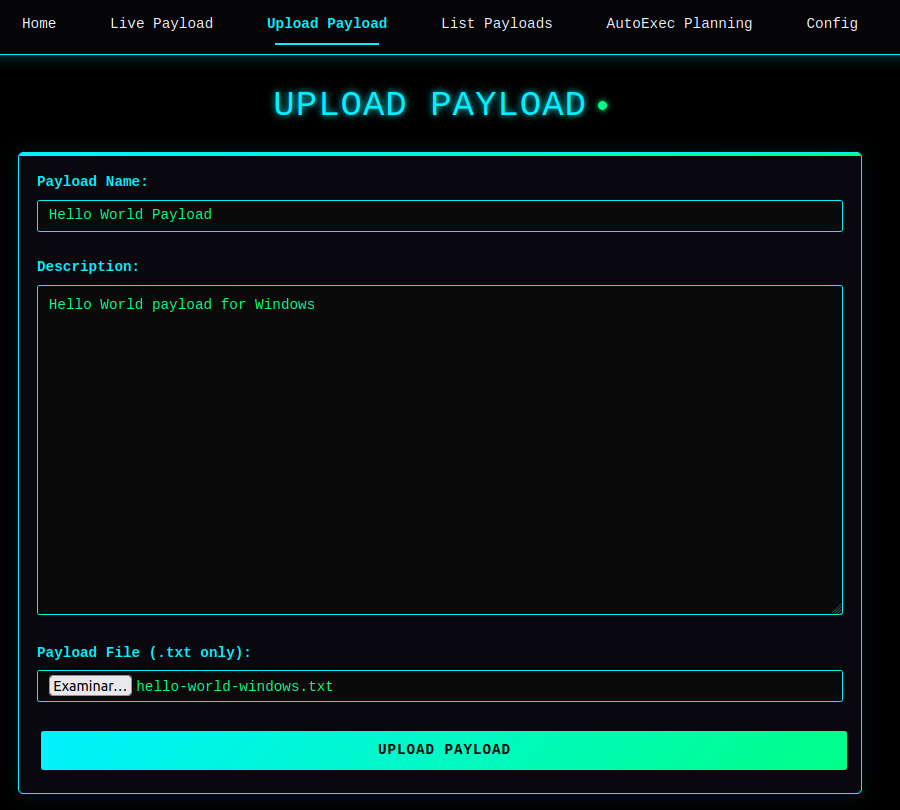 Home Live Payload Upload Payload List Payloads AutoExec Planning Config
UPLOAD PAYLOAD
Payload Name:
Hello World Payload
Description:
Hello World payload for Windows
Payload File (.txt only):
Examinar... hello-world-windows.txt
UPLOAD PAYLOAD